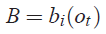 B = b_i(o_t)